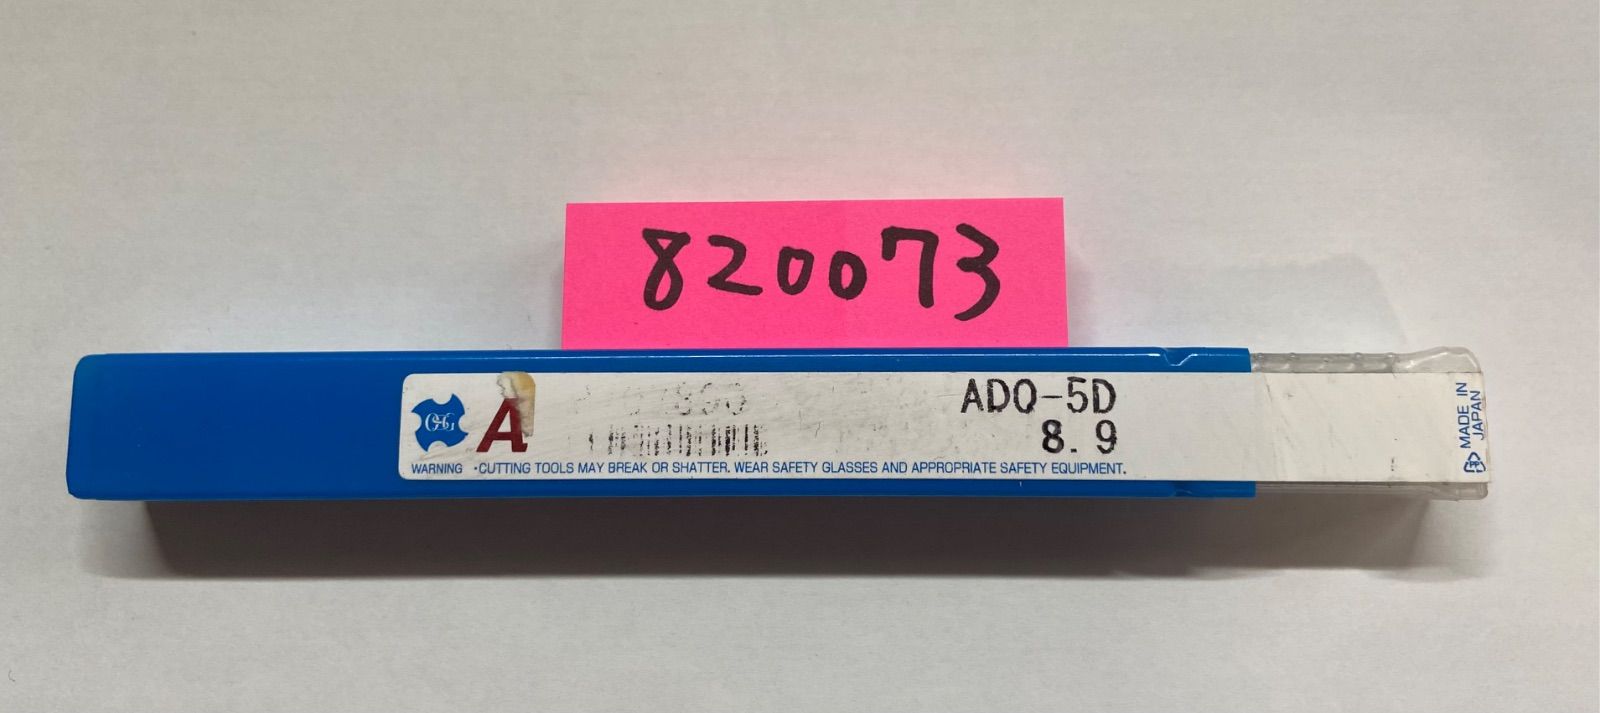 820073
OSG
A
ADO-5D
8.9
WARNING ・CUTTING TOOLS MAY BREAK OR SHATTER. WEAR SAFETY GLASSES AND APPROPRIATE SAFETY EQUIPMENT.
MADE IN
JAPAN